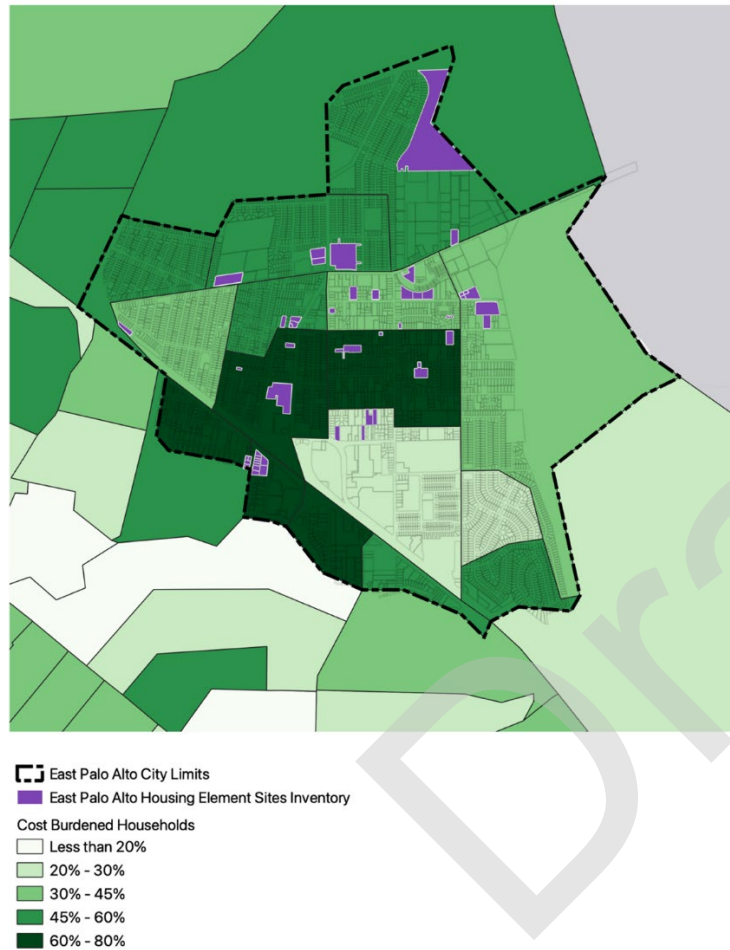 East Palo Alto City Limits
East Palo Alto Housing Element Sites Inventory
Cost Burdened Households
Less than 20%
20% - 30%
30% - 45%
45% - 60%
60% - 80%